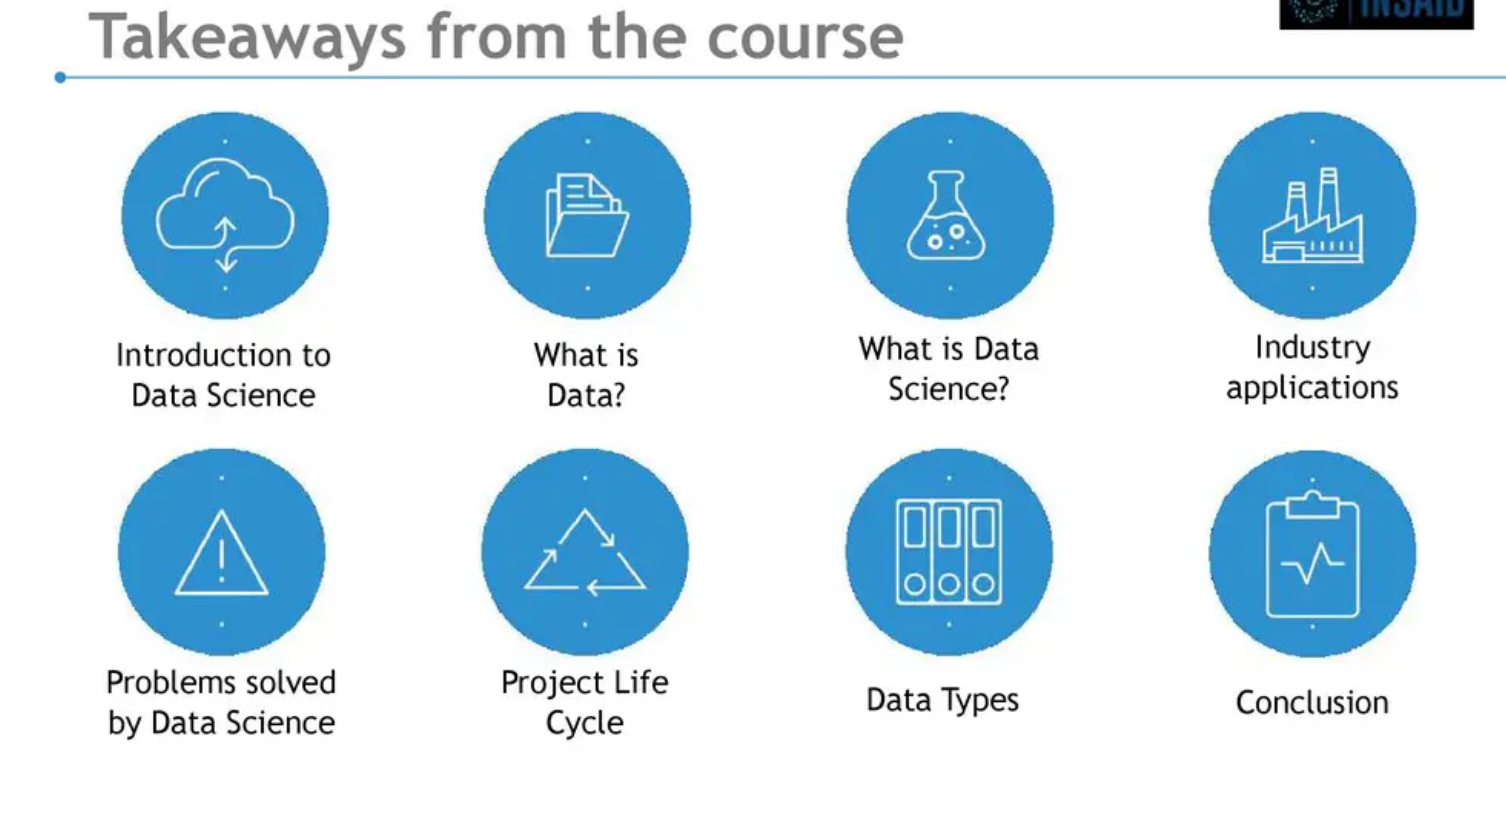 Takeaways from the course
INSAID
Introduction to
Data Science
What is
Data?
What is Data
Science?
Industry
applications
Problems solved
by Data Science
Project Life
Cycle
Data Types
Conclusion